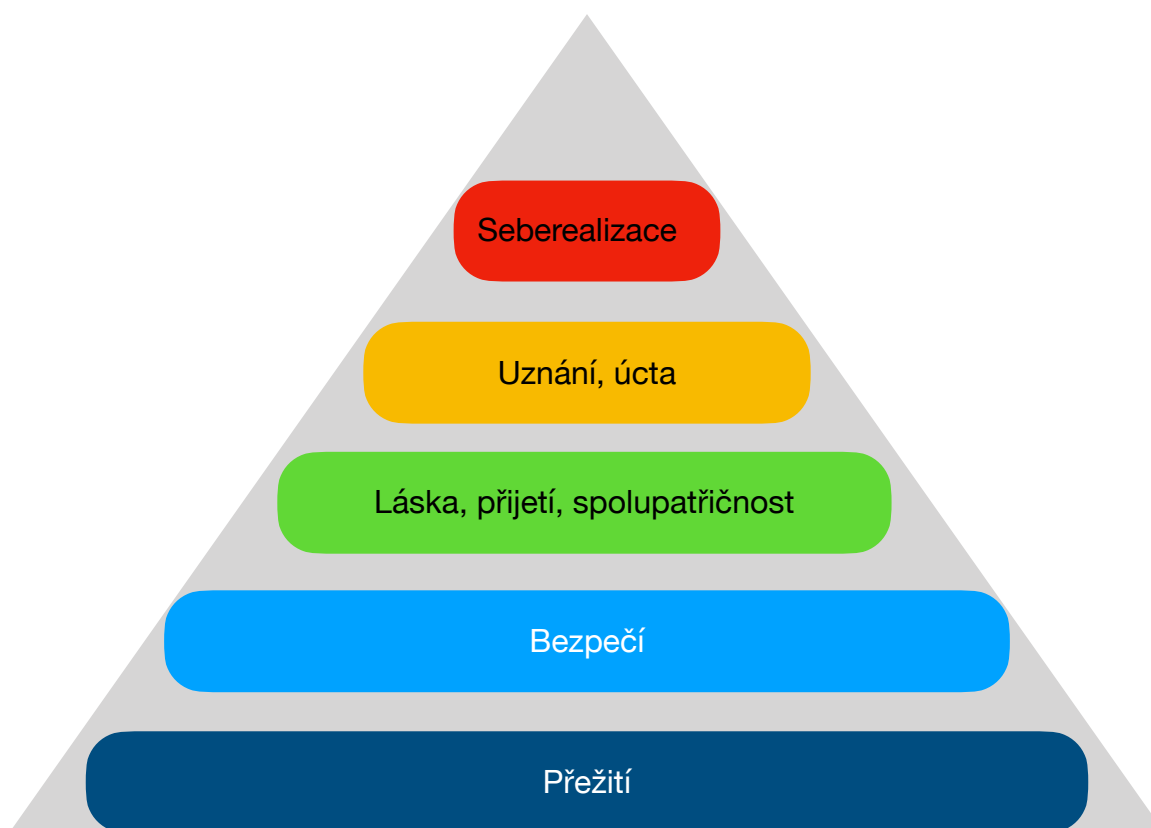 Seberealizace
Uznání, úcta
Láska, přijetí, spolupatřičnost
Bezpečí
Přežití